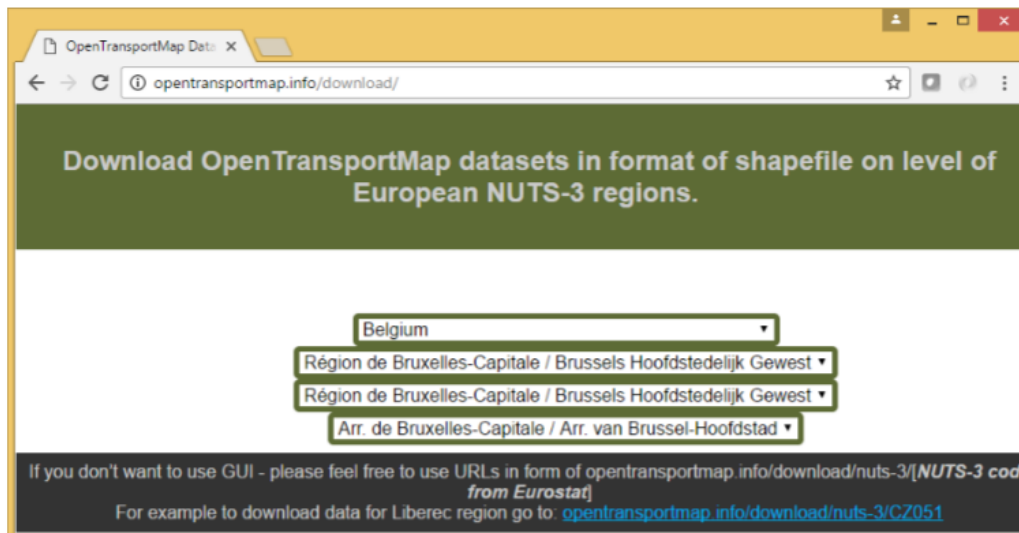 OpenTransportMap Data
opentransportmap.info/download/
Download OpenTransportMap datasets in format of shapefile on level of
European NUTS-3 regions.
Belgium
Région de Bruxelles-Capitale / Brussels Hoofdstedelijk Gewest
Région de Bruxelles-Capitale / Brussels Hoofdstedelijk Gewest
Arr. de Bruxelles-Capitale / Arr. van Brussel-Hoofdstad
If you don't want to use GUI - please feel free to use URLs in form of opentransportmap.info/download/nuts-3/[NUTS-3 cod
from Eurostat]
For example to download data for Liberec region go to: opentransportmap.info/download/nuts-3/CZ051